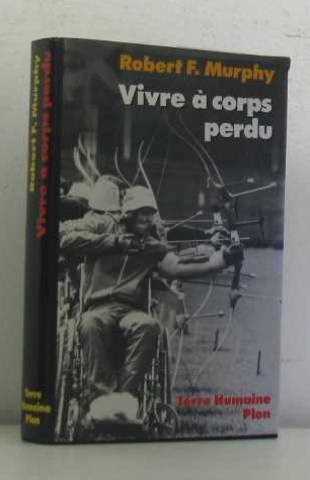 Robert F. Murphy
Vivre à corps
perdu
Terre Humaine
Plon
Robert F. Murphy
Vivre à corps perdu
Terre
Humaine
Plon